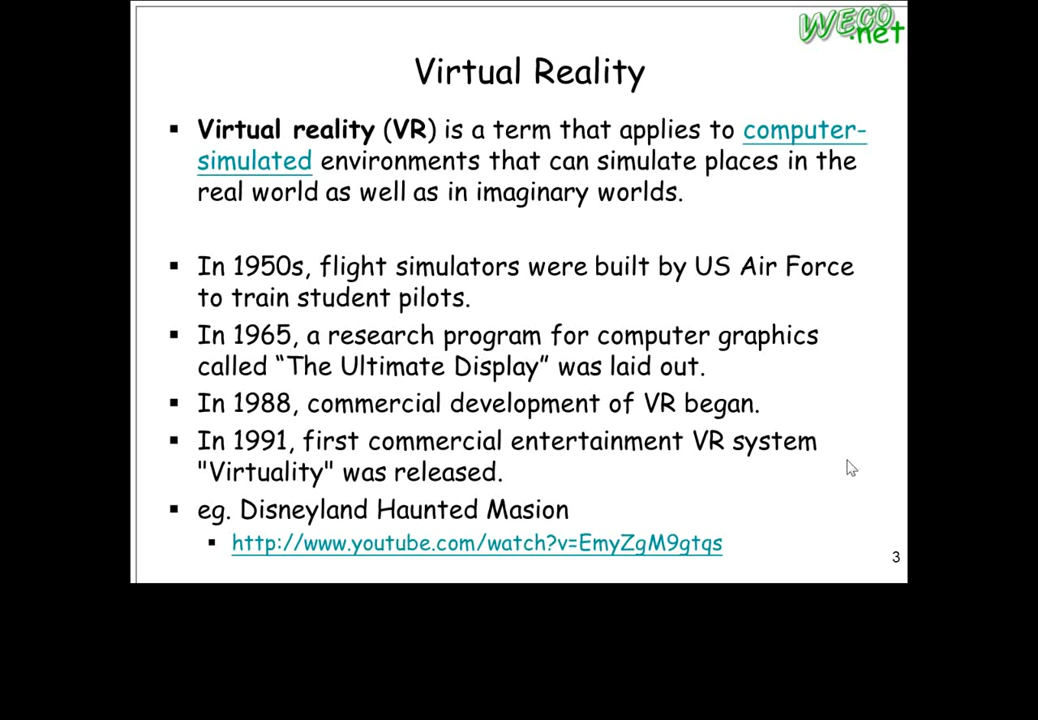 WECO
.net
Virtual Reality
▪ Virtual reality (VR) is a term that applies to computer-
simulated environments that can simulate places in the
real world as well as in imaginary worlds.
▪ In 1950s, flight simulators were built by US Air Force
to train student pilots.
▪ In 1965, a research program for computer graphics
called “The Ultimate Display” was laid out.
▪ In 1988, commercial development of VR began.
▪ In 1991, first commercial entertainment VR system
"Virtuality" was released.
▪ eg. Disneyland Haunted Masion
▪ http://www.youtube.com/watch?v=EmyZgM9gtqs
3